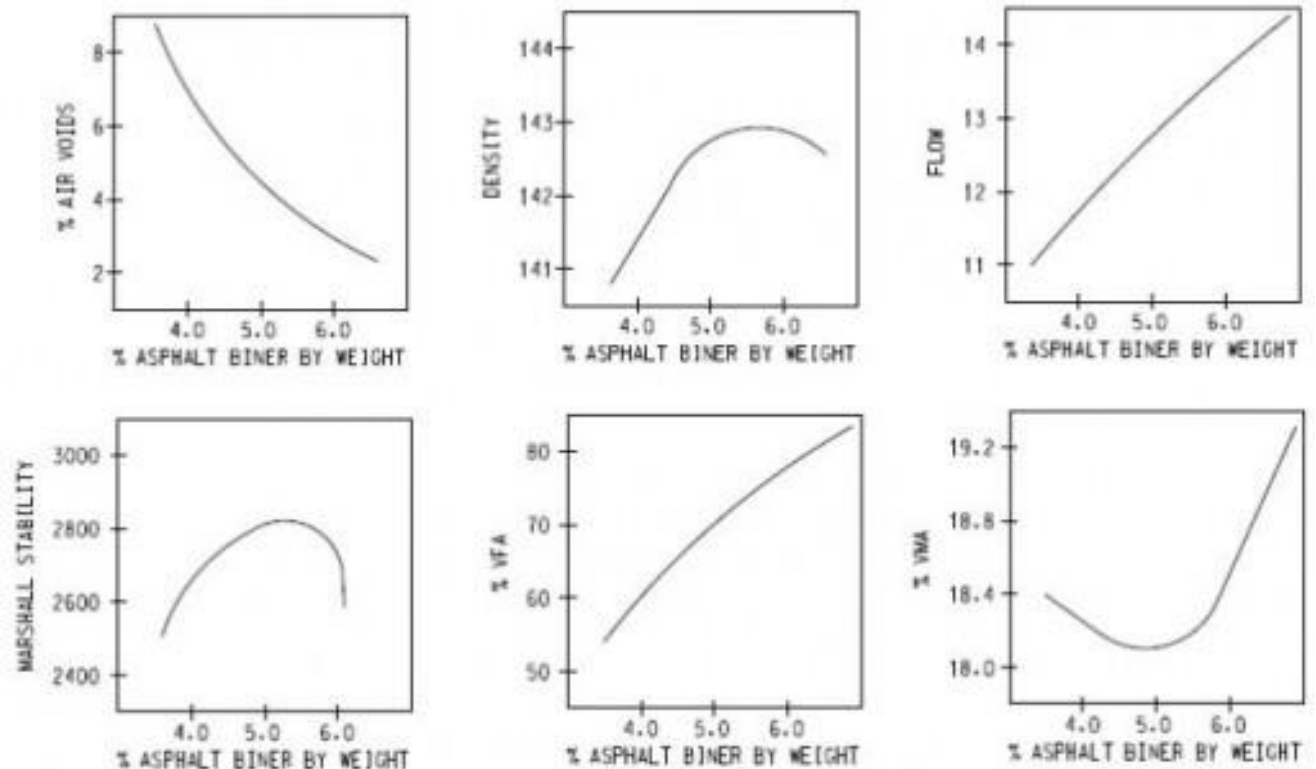 % AIR VOIDS
8
6
4
2
4.0 5.0 6.0
% ASPHALT BINER BY WEIGHT
DENSITY
144
143
142
141
4.0 5.0 6.0
% ASPHALT BINER BY WEIGHT
FLOW
14
13
12
11
4.0 5.0 6.0
% ASPHALT BINER BY WEIGHT
MARSHALL STABILITY
3000
2800
2600
2400
4.0 5.0 6.0
% ASPHALT BINER BY WEIGHT
% VFA
80
70
60
50
4.0 5.0 6.0
% ASPHALT BINER BY WEIGHT
% VMA
19.2
18.8
18.4
18.0
4.0 5.0 6.0
% ASPHALT BINER BY WEIGHT